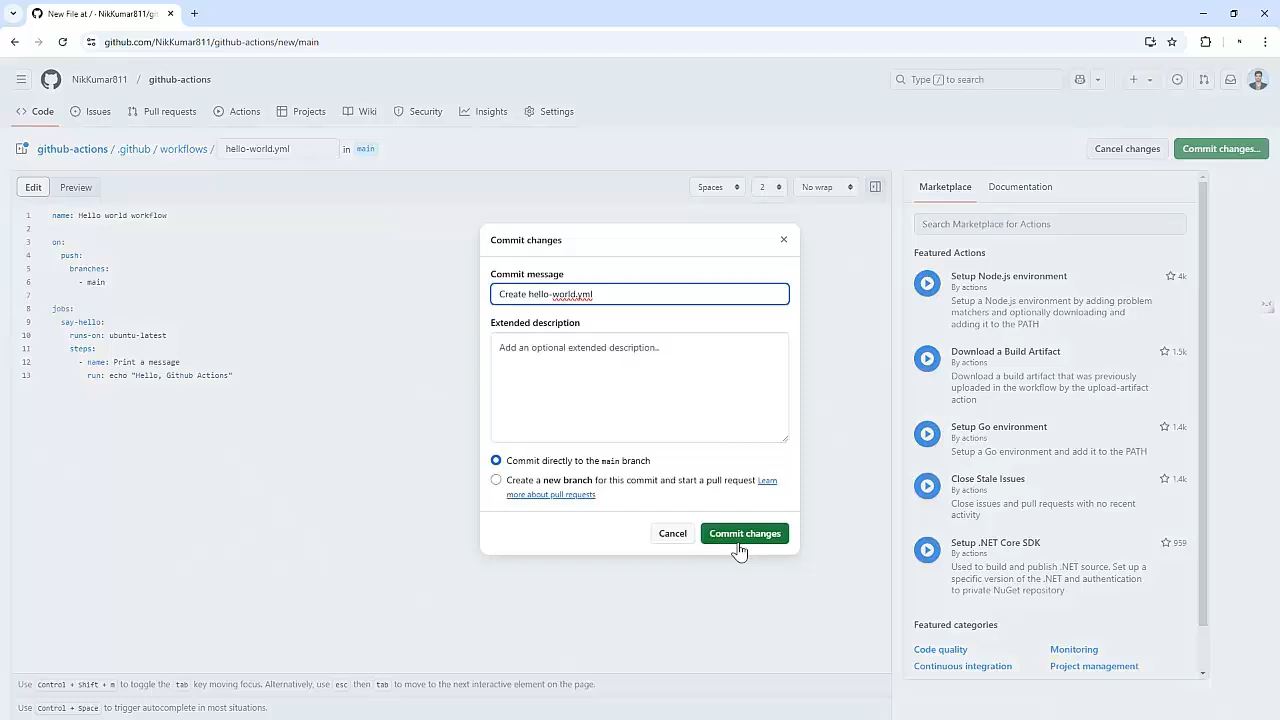 New File at / · NikKumar811/git
github.com/NikKumar811/github-actions/new/main
NikKumar811 / github-actions
Type / to search
Code
Issues
Pull requests
Actions
Projects
Wiki
Security
Insights
Settings
github-actions / .github / workflows / hello-world.yml in main
Cancel changes
Commit changes...
Edit
Preview
Spaces
2
No wrap
1 name: Hello world workflow
2
3 on:
4 push:
5 branches:
6 - main
7
8 jobs:
9 say-hello:
10 runs-on: ubuntu-latest
11 steps:
12 - name: Print a message
13 run: echo "Hello, Github Actions"
Commit changes
Commit message
Create hello-world.yml
Extended description
Add an optional extended description..
Commit directly to the main branch
Create a new branch for this commit and start a pull request Learn
more about pull requests
Cancel
Commit changes
Marketplace
Documentation
Search Marketplace for Actions
Featured Actions
Setup Node.js environment
4k
By actions
Setup a Node.js environment by adding problem
matchers and optionally downloading and
adding it to the PATH
Download a Build Artifact
1.5k
By actions
Download a build artifact that was previously
uploaded in the workflow by the upload-artifact
action
Setup Go environment
1.4k
By actions
Setup a Go environment and add it to the PATH
Close Stale Issues
1.4k
By actions
Close issues and pull requests with no recent
activity
Setup .NET Core SDK
959
By actions
Used to build and publish .NET source. Set up a
specific version of the .NET and authentication
to private NuGet repository
Featured categories
Code quality
Monitoring
Continuous integration
Project management
Use Control + Shift + m to toggle the tab key moving focus. Alternatively, use esc then tab to move to the next interactive element on the page.
Use Control + Space to trigger autocomplete in most situations.